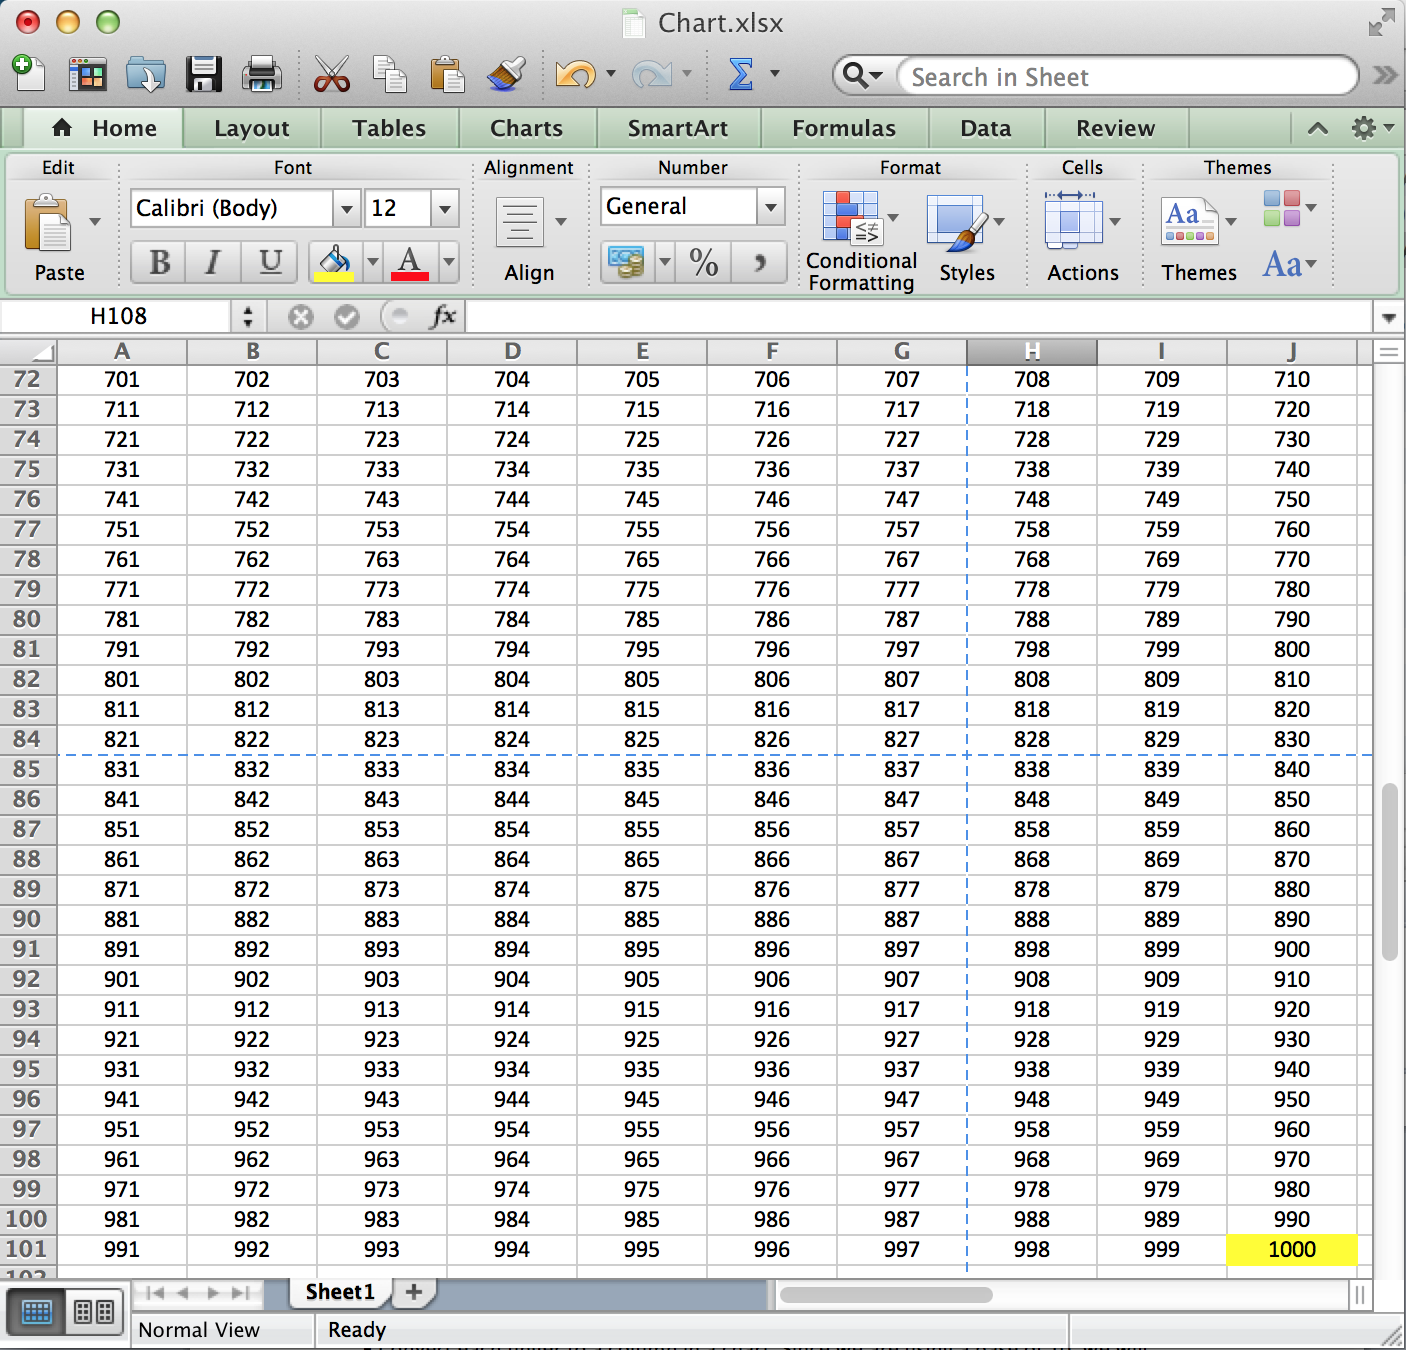 Chart.xlsx
Search in Sheet
Home Layout Tables Charts SmartArt Formulas Data Review
Edit Font Alignment Number Format Cells Themes
Calibri (Body) 12 General
B I U A % , Aa
Paste Align Conditional Formatting Styles Actions Themes Aa
H108 fx
A B C D E F G H I J
72 701 702 703 704 705 706 707 708 709 710
73 711 712 713 714 715 716 717 718 719 720
74 721 722 723 724 725 726 727 728 729 730
75 731 732 733 734 735 736 737 738 739 740
76 741 742 743 744 745 746 747 748 749 750
77 751 752 753 754 755 756 757 758 759 760
78 761 762 763 764 765 766 767 768 769 770
79 771 772 773 774 775 776 777 778 779 780
80 781 782 783 784 785 786 787 788 789 790
81 791 792 793 794 795 796 797 798 799 800
82 801 802 803 804 805 806 807 808 809 810
83 811 812 813 814 815 816 817 818 819 820
84 821 822 823 824 825 826 827 828 829 830
85 831 832 833 834 835 836 837 838 839 840
86 841 842 843 844 845 846 847 848 849 850
87 851 852 853 854 855 856 857 858 859 860
88 861 862 863 864 865 866 867 868 869 870
89 871 872 873 874 875 876 877 878 879 880
90 881 882 883 884 885 886 887 888 889 890
91 891 892 893 894 895 896 897 898 899 900
92 901 902 903 904 905 906 907 908 909 910
93 911 912 913 914 915 916 917 918 919 920
94 921 922 923 924 925 926 927 928 929 930
95 931 932 933 934 935 936 937 938 939 940
96 941 942 943 944 945 946 947 948 949 950
97 951 952 953 954 955 956 957 958 959 960
98 961 962 963 964 965 966 967 968 969 970
99 971 972 973 974 975 976 977 978 979 980
100 981 982 983 984 985 986 987 988 989 990
101 991 992 993 994 995 996 997 998 999 1000
Sheet1 +
Normal View Ready